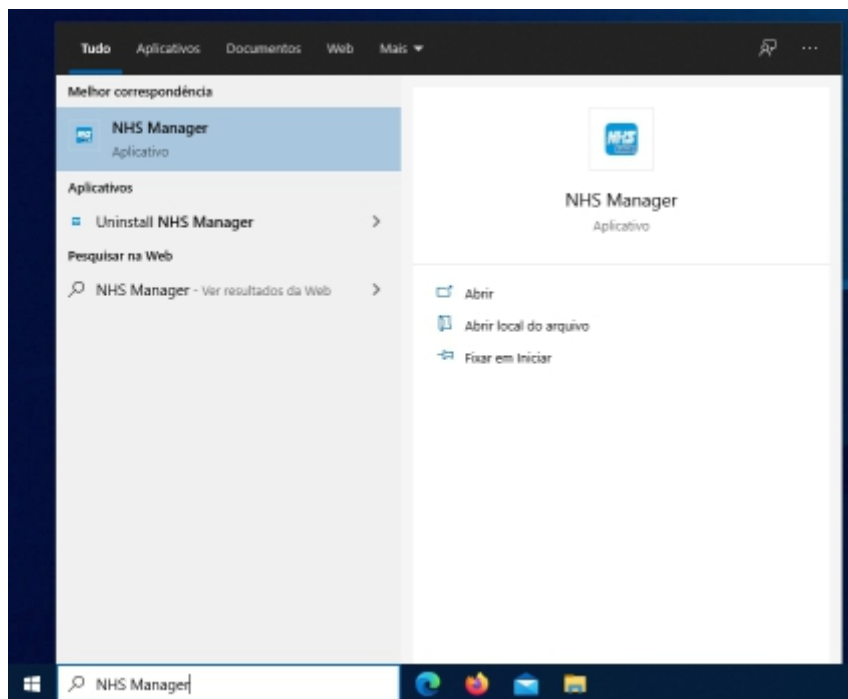 Tudo Aplicativos Documentos Web Mais
Melhor correspondência
NHS Manager
Aplicativo
Aplicativos
Uninstall NHS Manager
Pesquisar na Web
NHS Manager - Ver resultados da Web
NHS
NHS Manager
Aplicativo
Abrir
Abrir local do arquivo
Fixar em Iniciar
NHS Manager